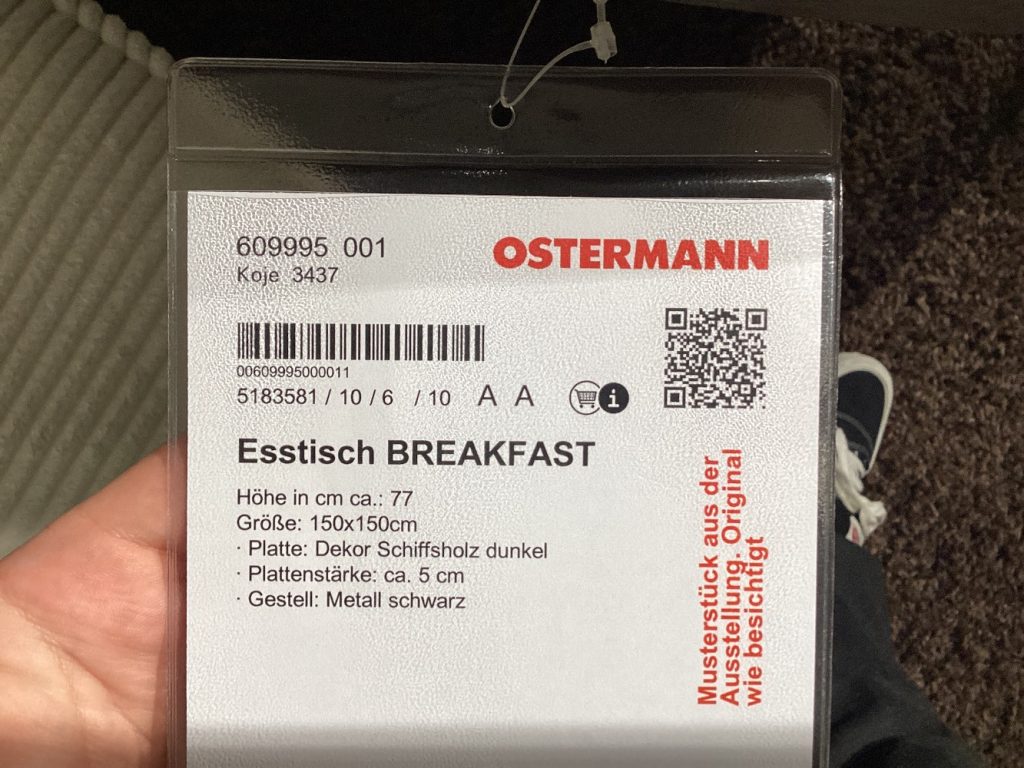 609995 001
Koje 3437
OSTERMANN
00609995000011
5183581 / 10 / 6 / 10 A A
i
Esstisch BREAKFAST
Höhe in cm ca.: 77
Größe: 150x150cm
· Platte: Dekor Schiffsholz dunkel
· Plattenstärke: ca. 5 cm
· Gestell: Metall schwarz
Musterstück aus der
Ausstellung. Original
wie besichtigt